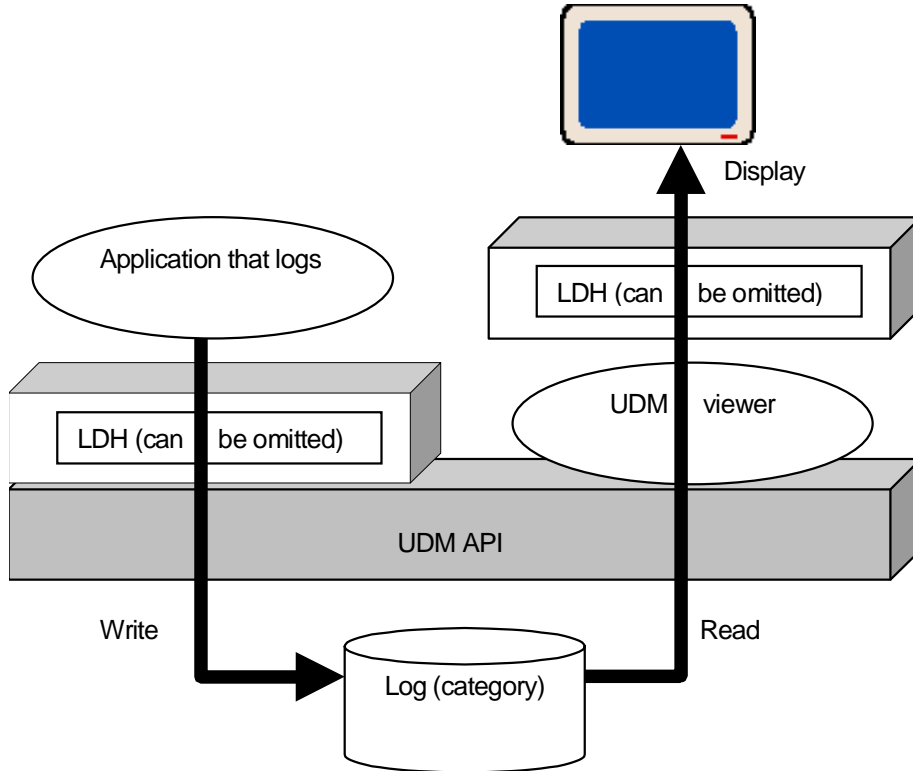 Display
Application that logs
LDH (can be omitted)
UDM viewer
LDH (can be omitted)
UDM API
Write
Read
Log (category)